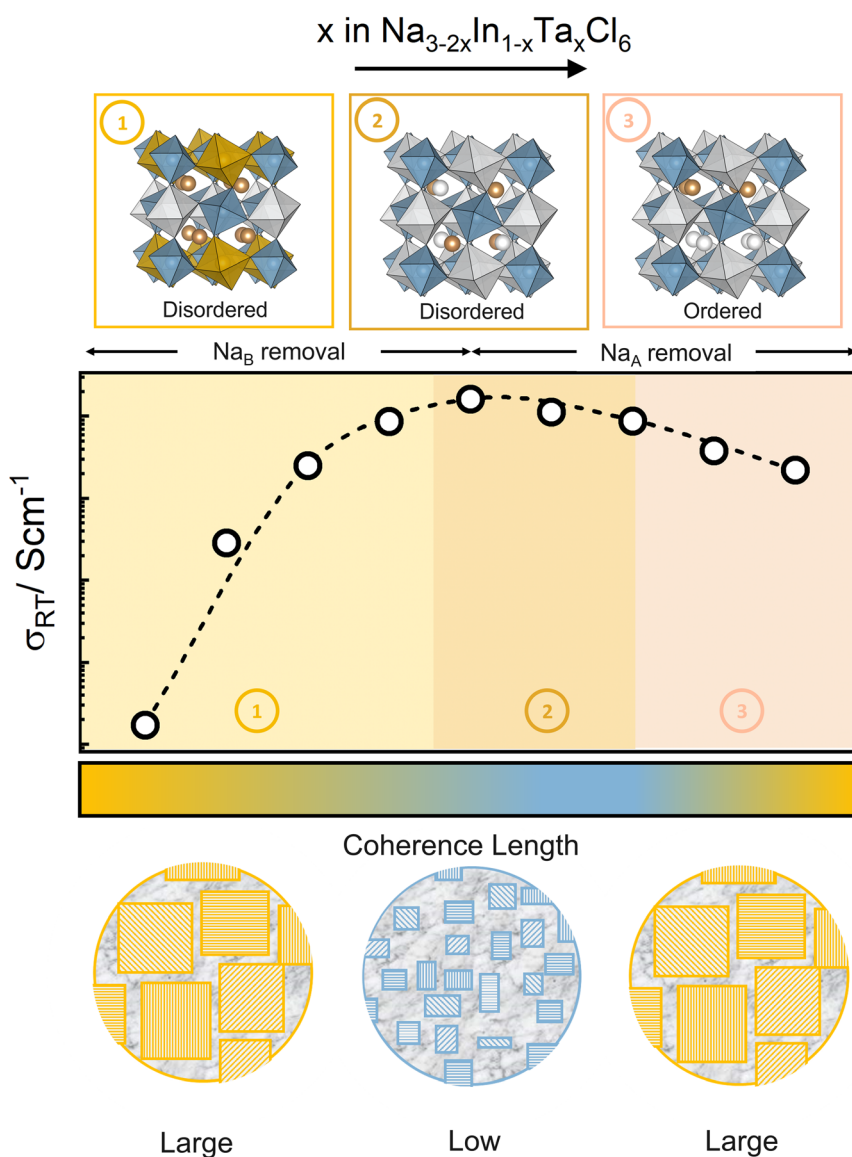 x in Na3-2xIn1-xTaxCl6
1
2
3
Disordered
Disordered
Ordered
NaB removal
NaA removal
σRT/ Scm-1
1
2
3
Coherence Length
Large
Low
Large